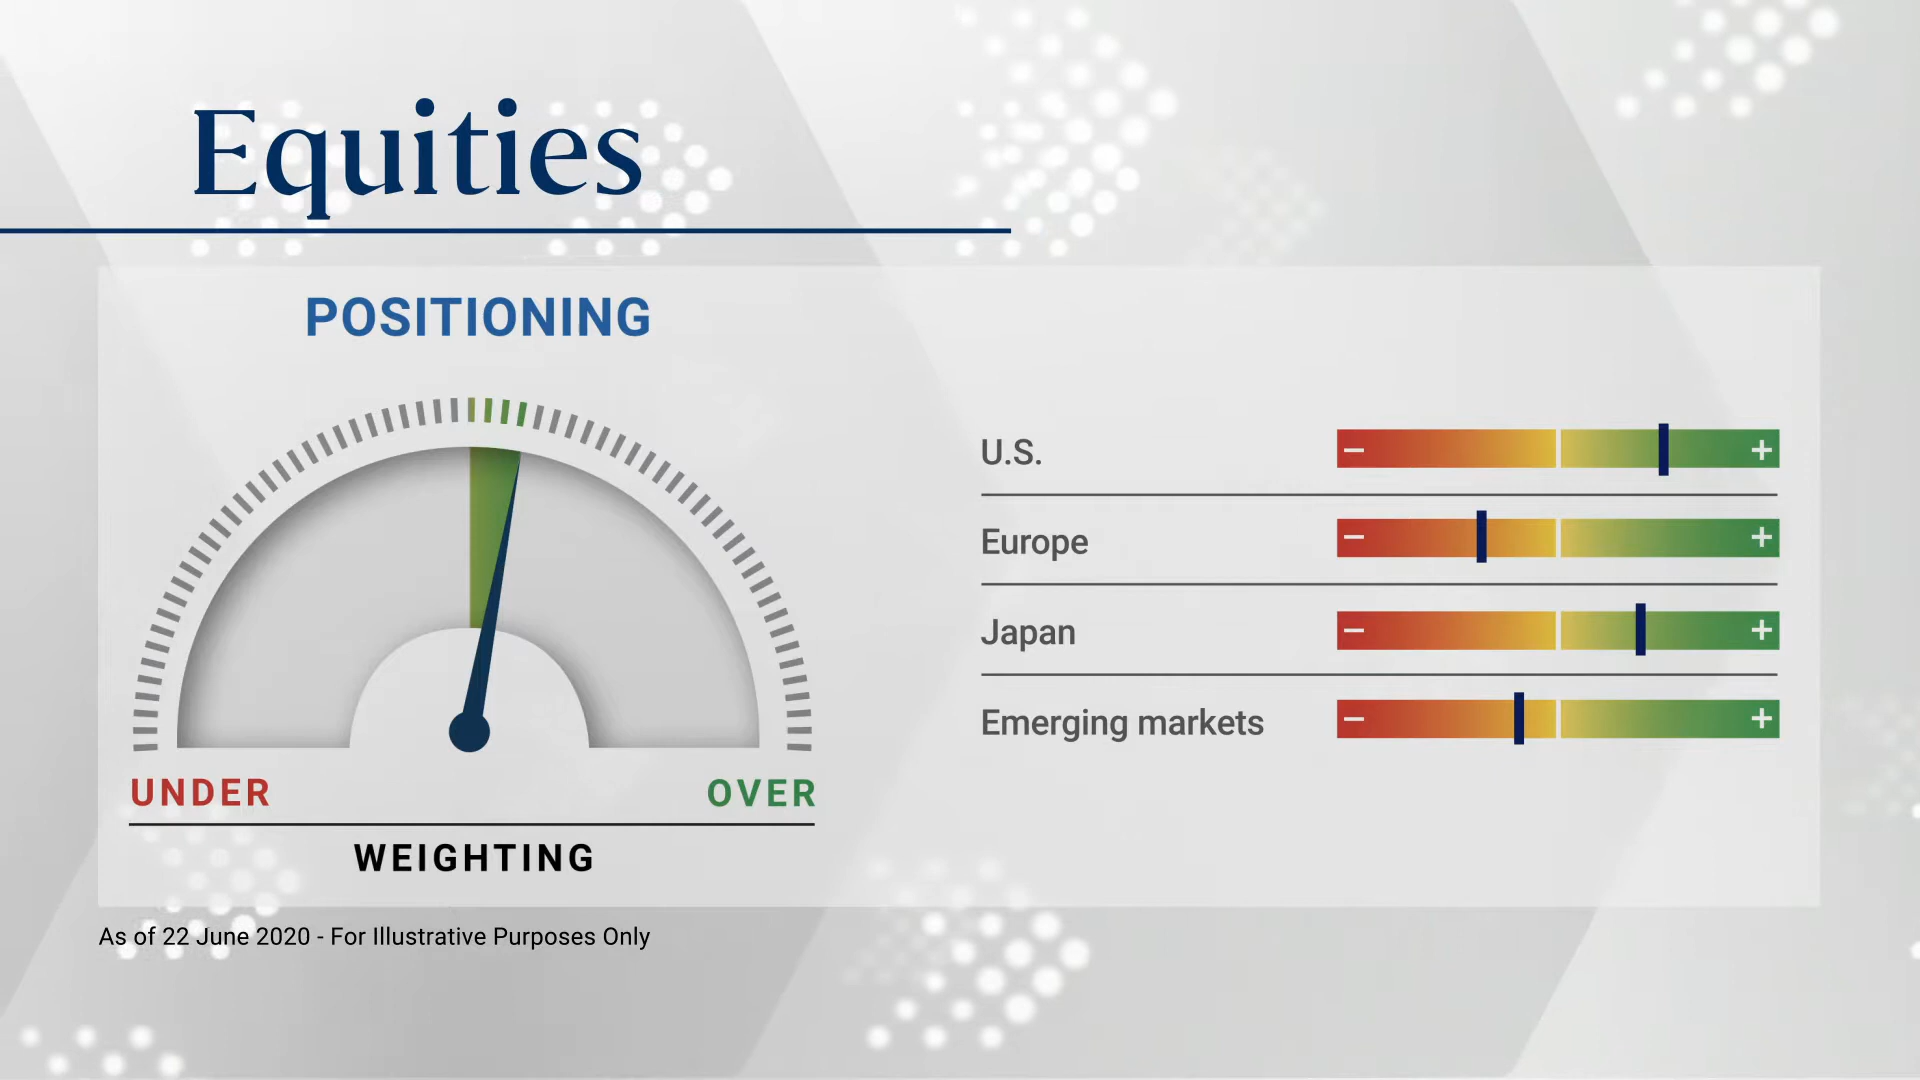 Equities
POSITIONING
UNDER
OVER
WEIGHTING
U.S.
− +
Europe
− +
Japan
− +
Emerging markets
− +
As of 22 June 2020 - For Illustrative Purposes Only